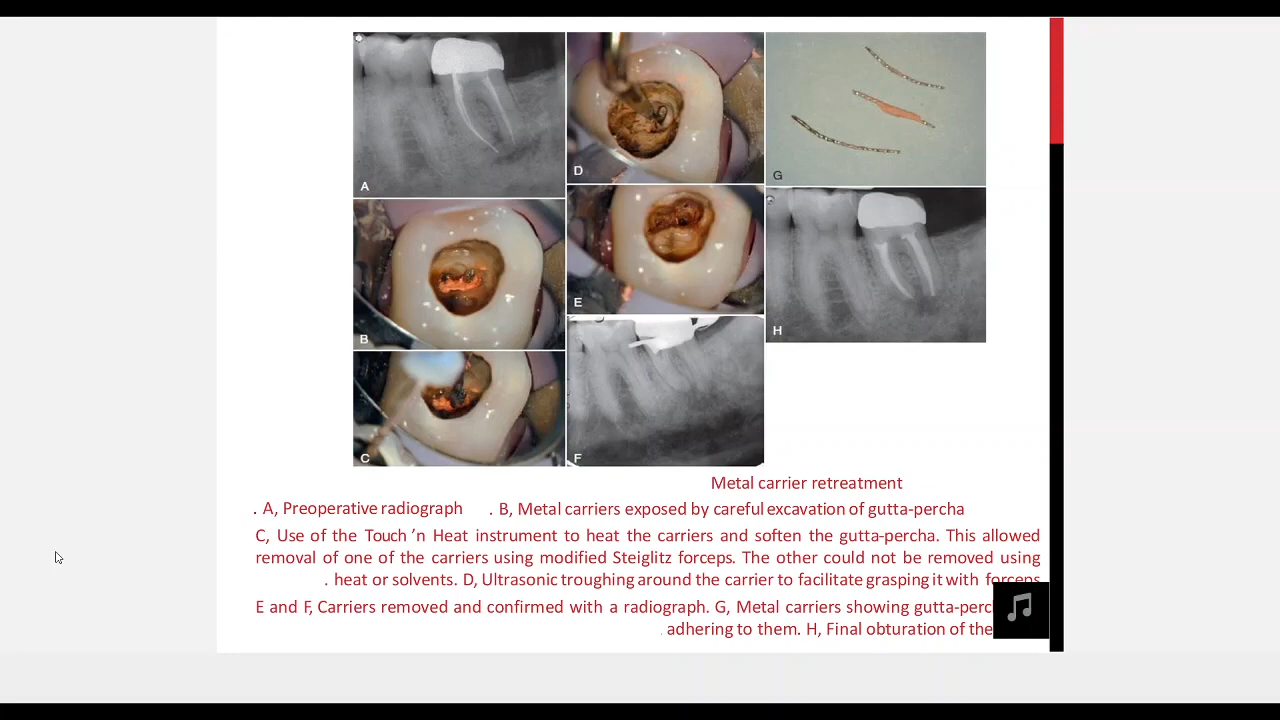 A
B
C
D
E
F
G
H
Metal carrier retreatment
. A, Preoperative radiograph . B, Metal carriers exposed by careful excavation of gutta-percha
C, Use of the Touch 'n Heat instrument to heat the carriers and soften the gutta-percha. This allowed
removal of one of the carriers using modified Steiglitz forceps. The other could not be removed using
. heat or solvents. D, Ultrasonic troughing around the carrier to facilitate grasping it with forceps
E and F, Carriers removed and confirmed with a radiograph. G, Metal carriers showing gutta-perc
. adhering to them. H, Final obturation of the